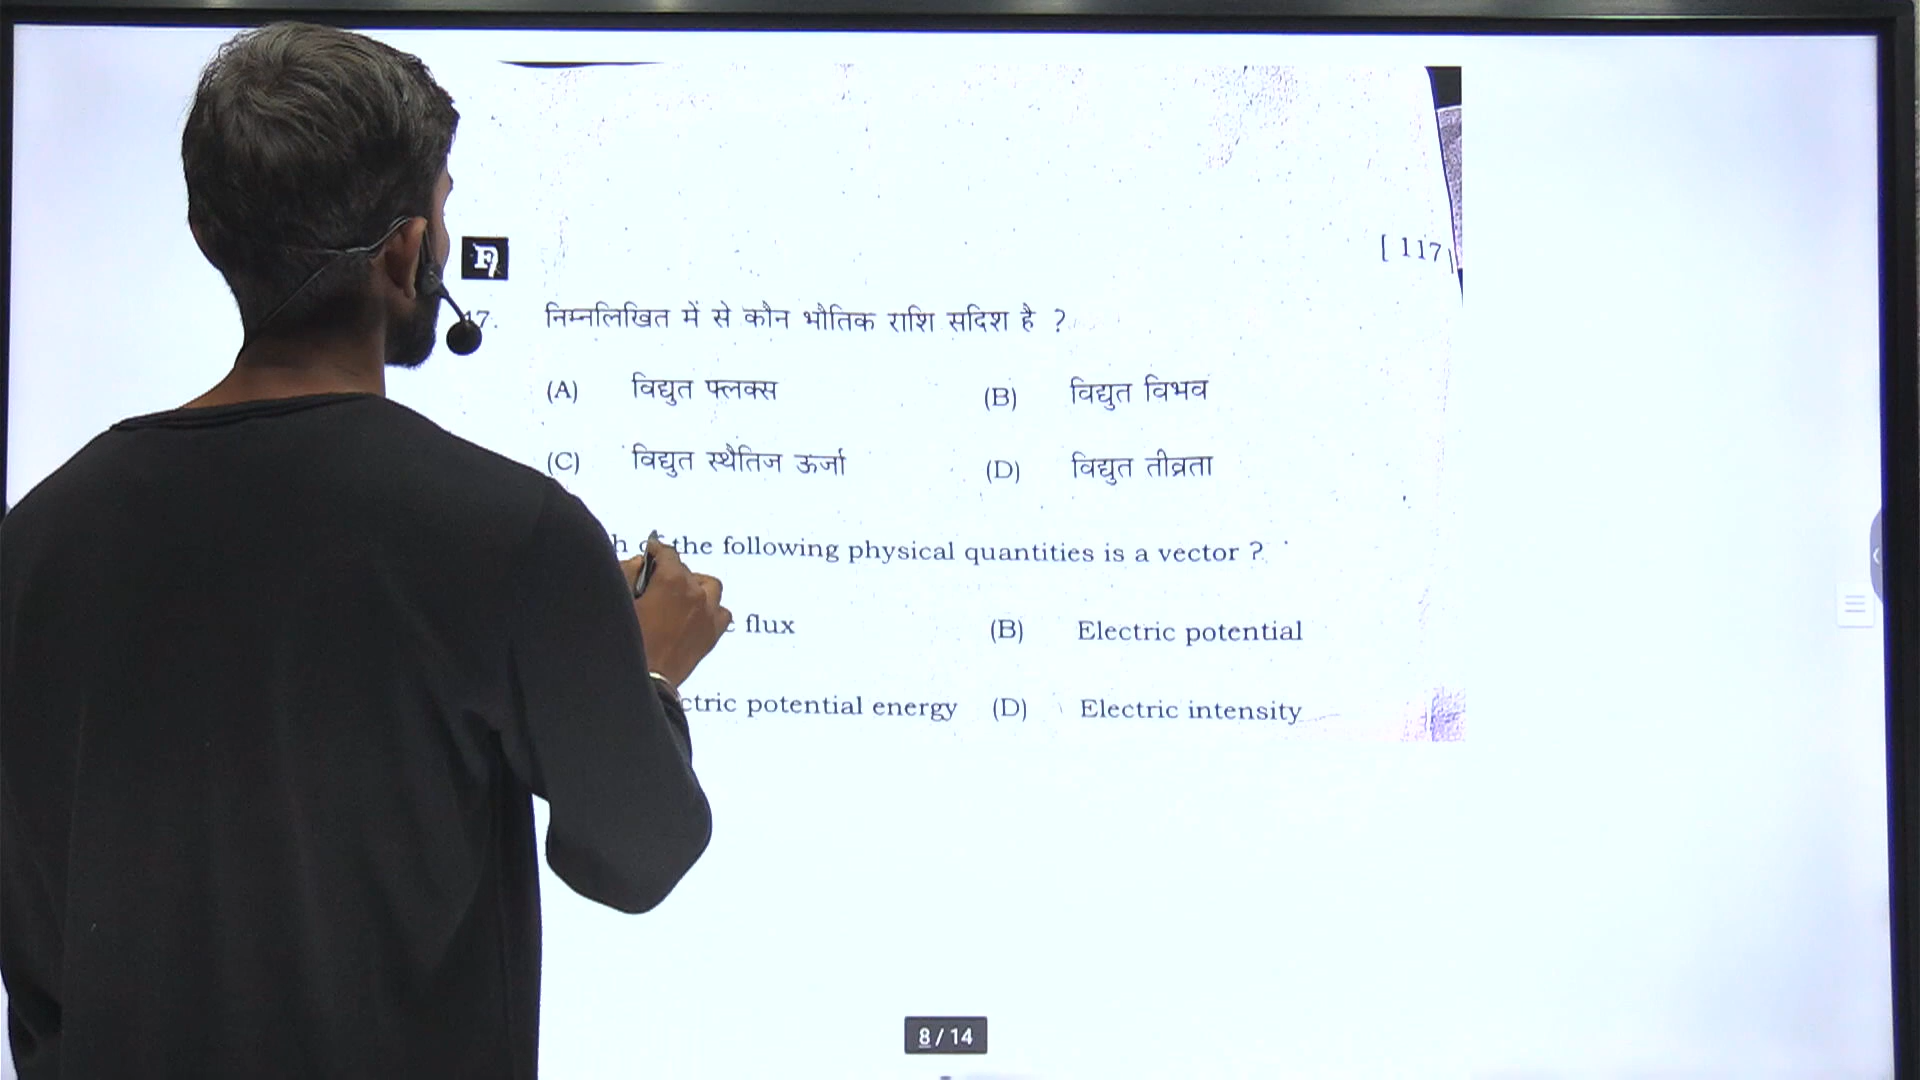 [ 117
17. निम्नलिखित में से कौन भौतिक राशि सदिश है ?
(A) विद्युत फ्लक्स (B) विद्युत विभव
(C) विद्युत स्थैतिज ऊर्जा (D) विद्युत तीव्रता
the following physical quantities is a vector ?
flux (B) Electric potential
potential energy (D) Electric intensity
8 / 14